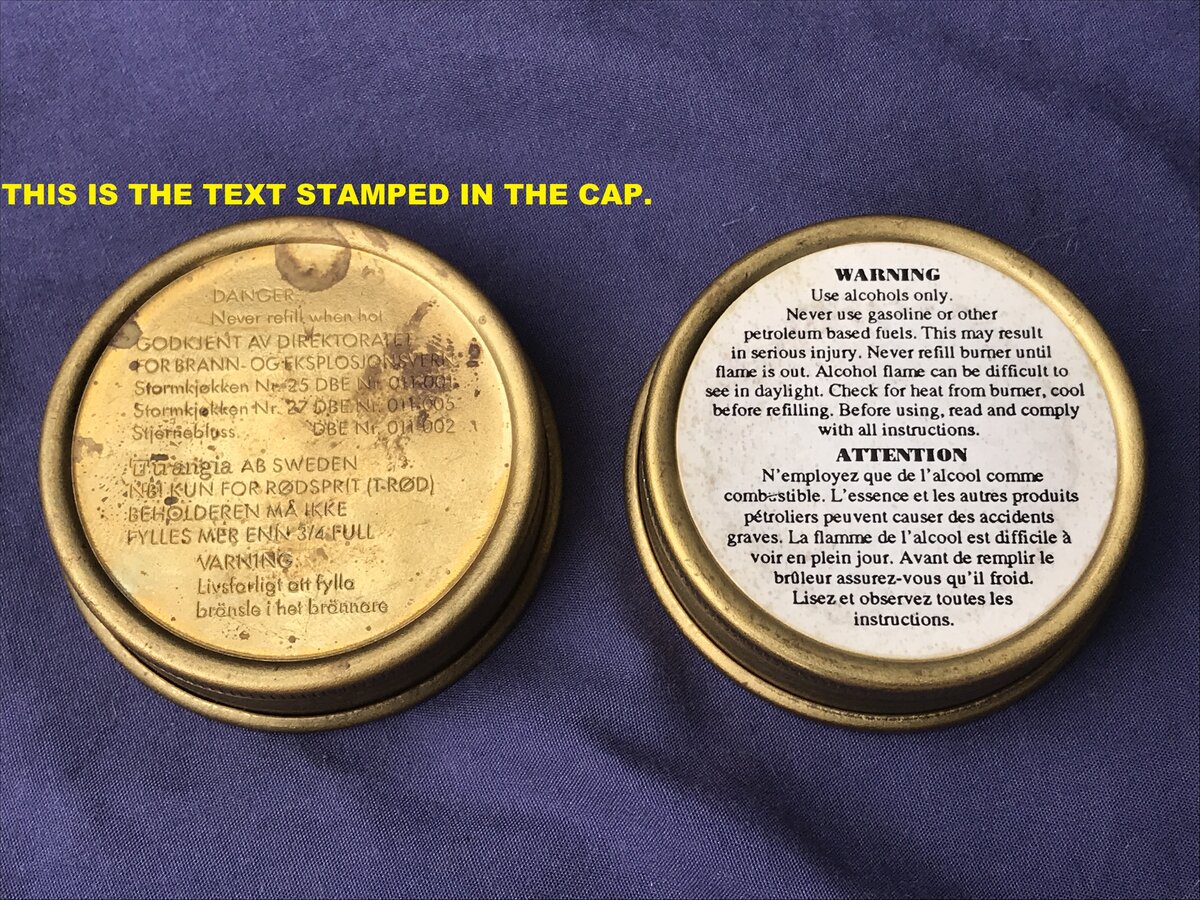 THIS IS THE TEXT STAMPED IN THE CAP.
DANGER
Never refill when hot
GODKJENT AV DIREKTORATET
FOR BRANN- OG EKSPLOSJONSVERN
Stormkjøkken Nr. 25 DBE Nr. 011-001
Stormkjøkken Nr. 27 DBE Nr. 011-005
Stjernebluss DBE Nr. 011-002
trangia AB SWEDEN
NB! KUN FOR RØDSPRIT (T-RØD)
BEHOLDEREN MÅ IKKE
FYLLES MER ENN 3/4 FULL
VARNING
Livsfarligt att fylla
bränsle i het brännare
WARNING
Use alcohols only.
Never use gasoline or other
petroleum based fuels. This may result
in serious injury. Never refill burner until
flame is out. Alcohol flame can be difficult to
see in daylight. Check for heat from burner, cool
before refilling. Before using, read and comply
with all instructions.
ATTENTION
N'employez que de l'alcool comme
combestible. L'essence et les autres produits
pétroliers peuvent causer des accidents
graves. La flamme de l'alcool est difficile à
voir en plein jour. Avant de remplir le
brûleur assurez-vous qu'il froid.
Lisez et observez toutes les
instructions.